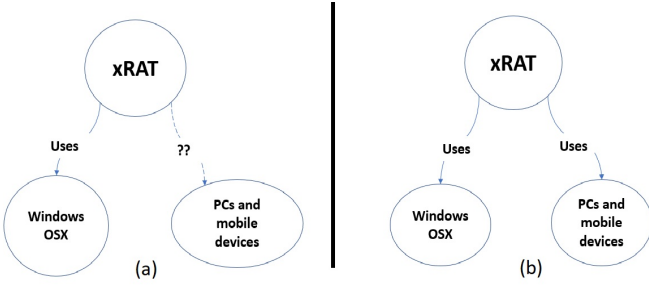 xRAT
Uses
??
Windows
OSX
PCs and
mobile
devices
(a)
xRAT
Uses
Uses
Windows
OSX
PCs and
mobile
devices
(b)